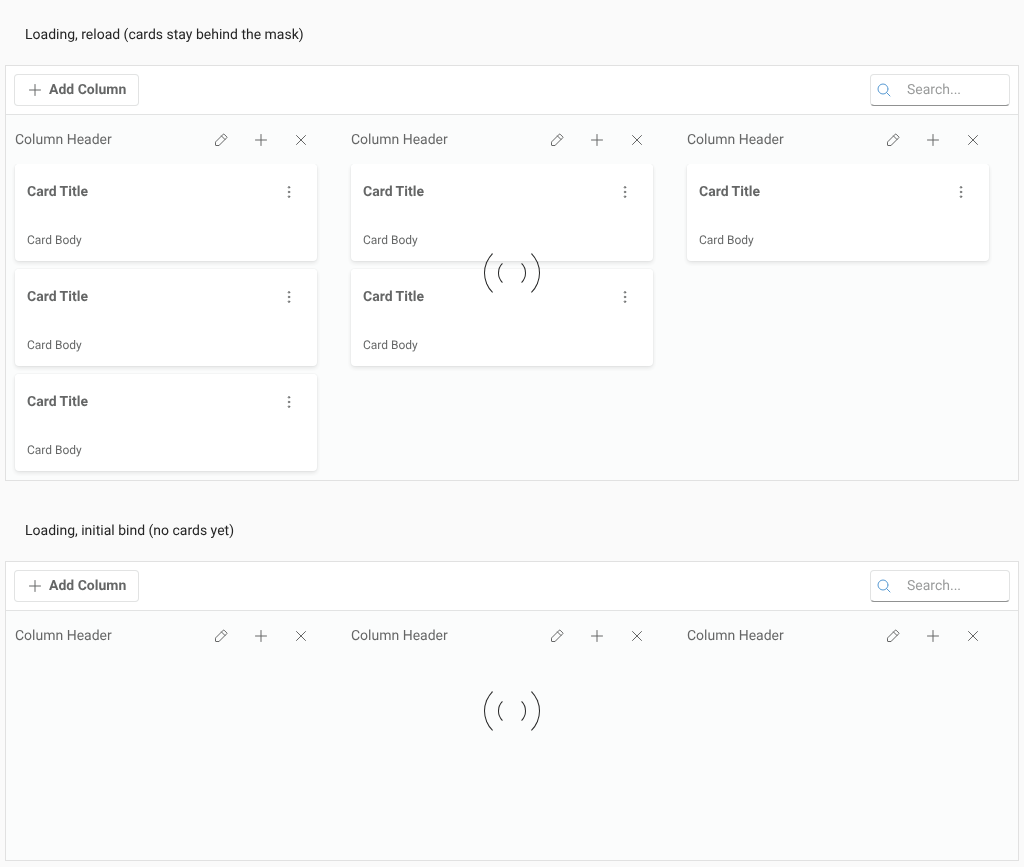 Loading, reload (cards stay behind the mask)
Add Column
Search...
Column Header
Column Header
Column Header
Card Title
Card Title
Card Title
Card Body
Card Body
Card Body
Card Title
Card Title
Card Body
Card Body
Card Title
Card Body
Loading, initial bind (no cards yet)
Add Column
Search...
Column Header
Column Header
Column Header